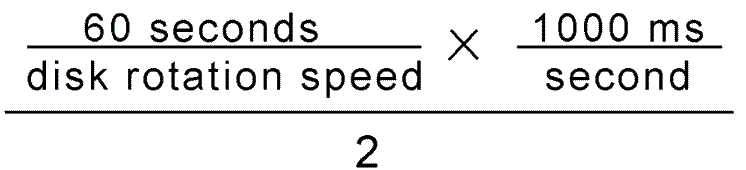 60 seconds
disk rotation speed
×
1000 ms
second
2